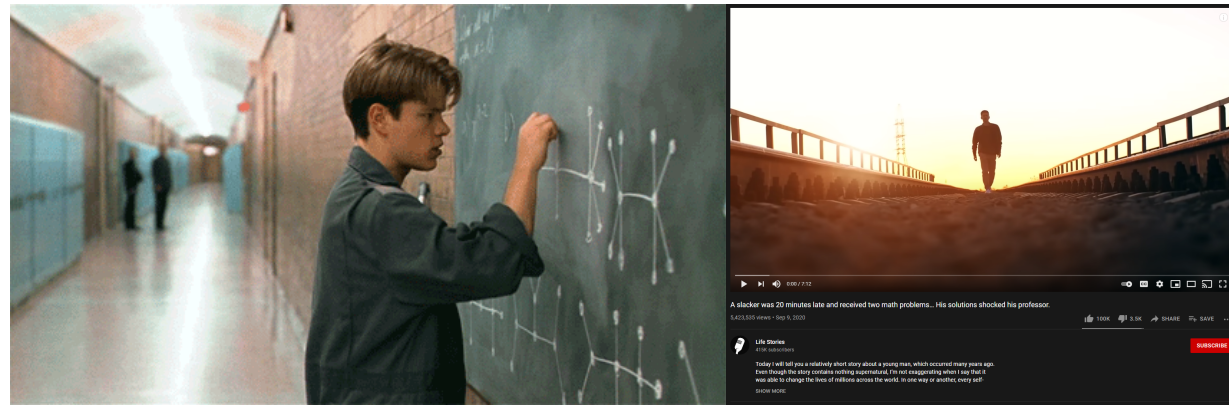 0:00 / 7:12
A slacker was 20 minutes late and received two math problems… His solutions shocked his professor.
5,423,535 views • Sep 9, 2020
100K
3.5K
SHARE
SAVE
Life Stories
415K subscribers
SUBSCRIBE
Today I will tell you a relatively short story about a young man, which occurred many years ago.
Even though the story contains nothing supernatural, I'm not exaggerating when I say that it
was able to change the lives of millions across the world. In one way or another, every self-
SHOW MORE